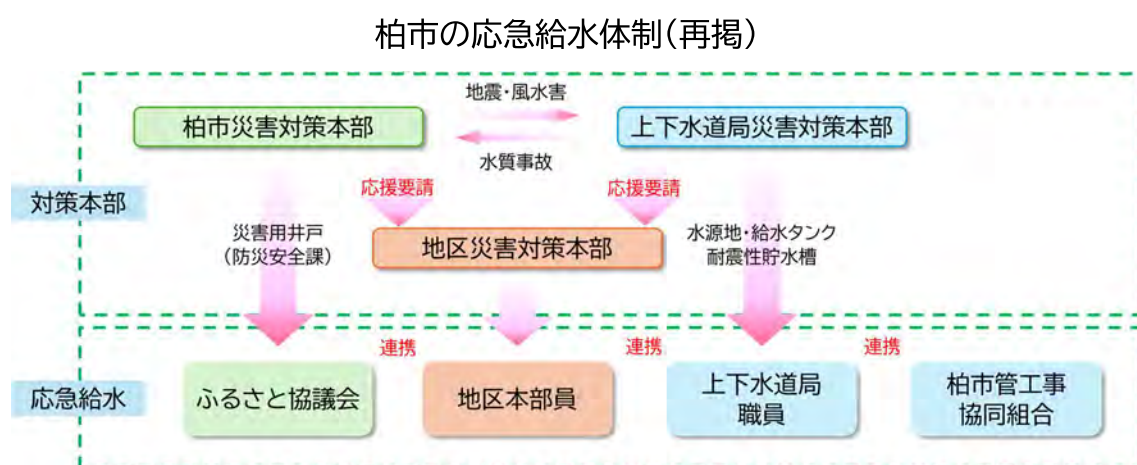 柏市の応急給水体制(再掲)
地震・風水害
柏市災害対策本部
上下水道局災害対策本部
水質事故
応援要請
応援要請
対策本部
災害用井戸
(防災安全課)
地区災害対策本部
水源地・給水タンク
耐震性貯水槽
連携
連携
連携
応急給水
ふるさと協議会
地区本部員
上下水道局
職員
柏市管工事
協同組合